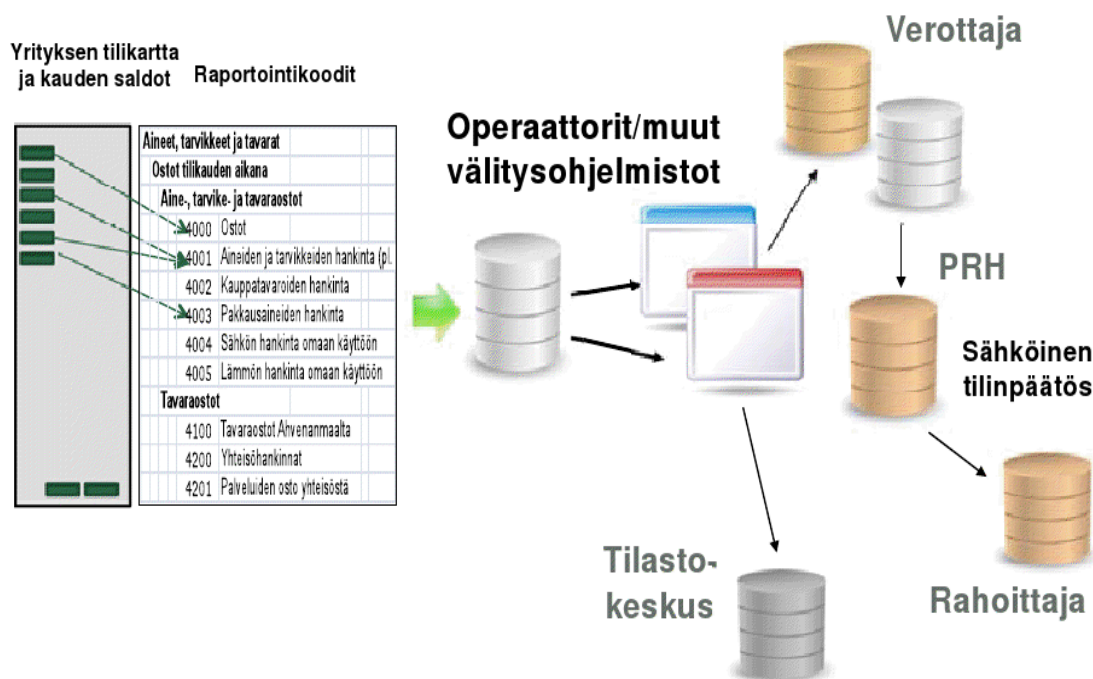 Yrityksen tilikartta
ja kauden saldot
Raportointikoodit
Aineet, tarvikkeet ja tavarat
Ostot tilikauden aikana
Aine-, tarvike- ja tavaraostot
4000 Ostot
4001 Aineiden ja tarvikkeiden hankinta (pl.
4002 Kauppatavaroiden hankinta
4003 Pakkausaineiden hankinta
4004 Sähkön hankinta omaan käyttöön
4005 Lämmön hankinta omaan käyttöön
Tavaraostot
4100 Tavaraostot Ahvenanmaalta
4200 Yhteisöhankinnat
4201 Palveluiden osto yhteisöstä
Operaattorit/muut
välitysohjelmistot
Verottaja
PRH
Sähköinen
tilinpäätös
Tilasto-
keskus
Rahoittaja